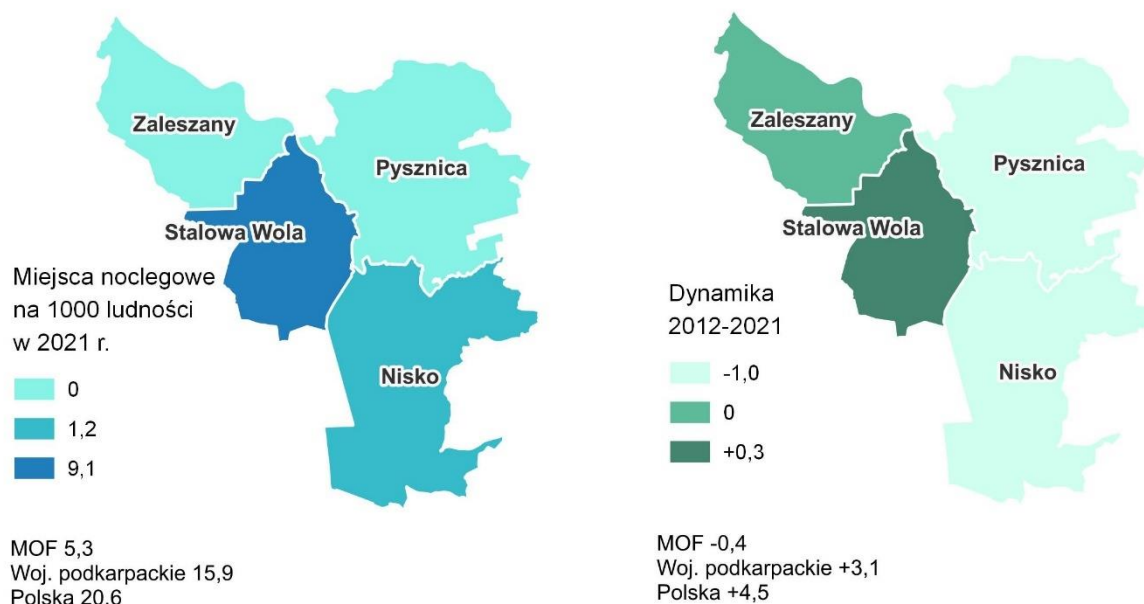 Zaleszany
Pysznica
Stalowa Wola
Nisko
Miejsca noclegowe
na 1000 ludności
w 2021 r.
0
1,2
9,1
MOF 5,3
Woj. podkarpackie 15,9
Polska 20,6
Zaleszany
Pysznica
Stalowa Wola
Nisko
Dynamika
2012-2021
-1,0
0
+0,3
MOF -0,4
Woj. podkarpackie +3,1
Polska +4,5